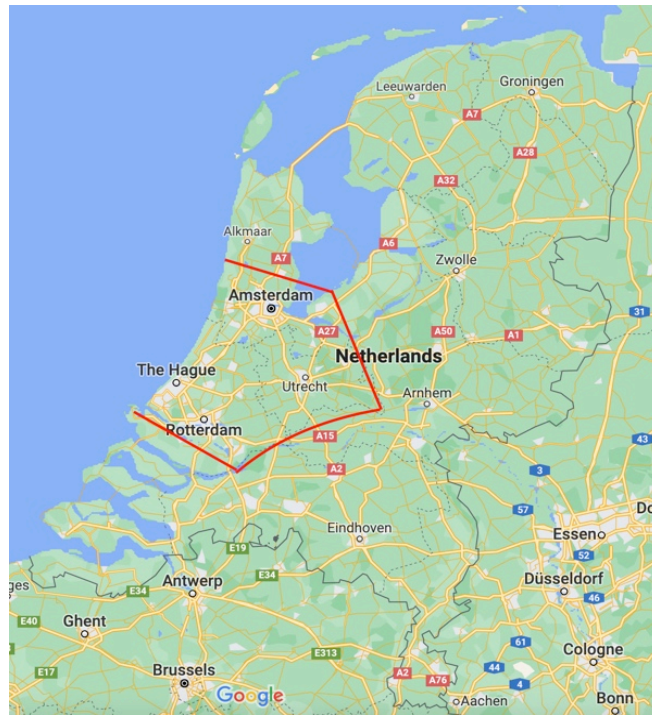 Leeuwarden
Groningen
A7
A28
A32
Alkmaar
A7
A6
Zwolle
Amsterdam
31
A27
A50
A1
Netherlands
The Hague
Utrecht
Arnhem
Rotterdam
A15
43
A2
3
57
Eindhoven
Essen
E19
52
E34
E34
Antwerp
Düsseldorf
46
E40
Ghent
61
E313
Cologne
44
E17
Brussels
A2
A76
4
Google
Aachen
Bonn